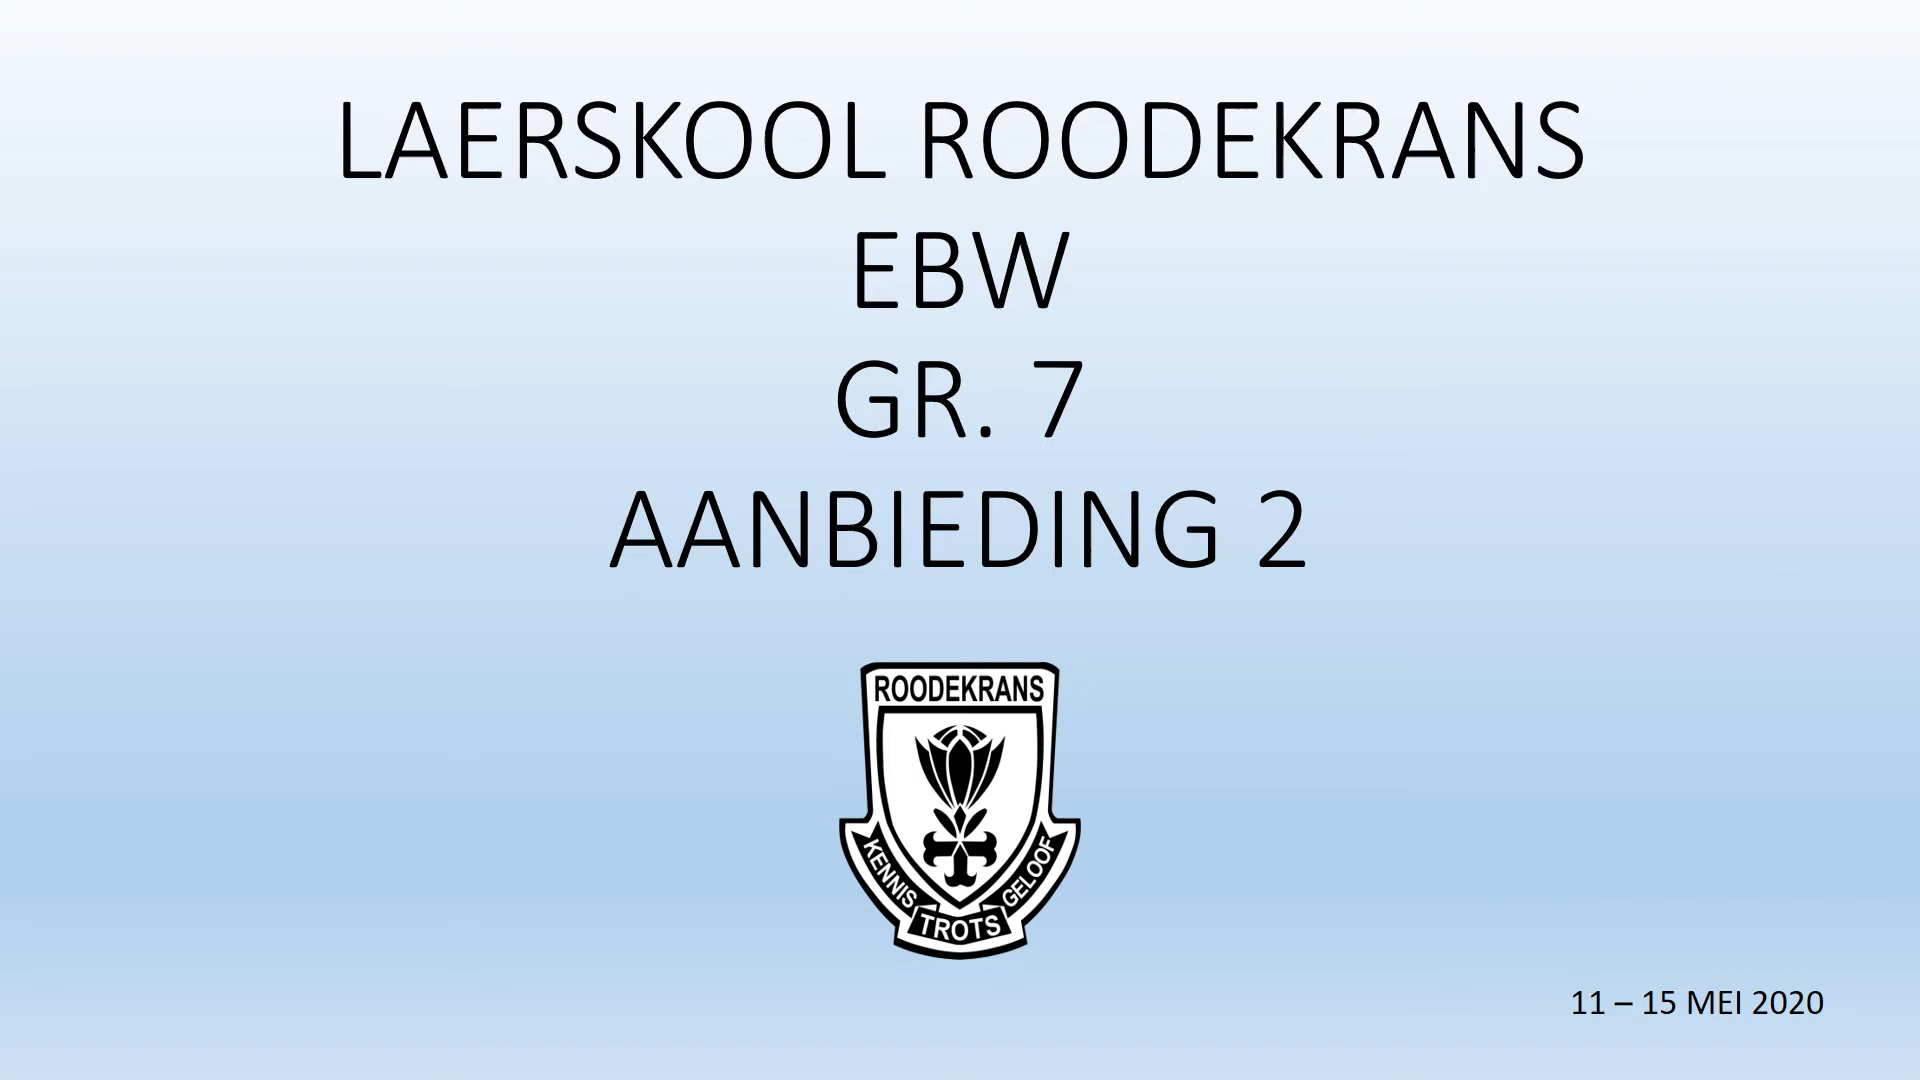 LAERSKOOL ROODEKRANS
EBW
GR. 7
AANBIEDING 2
ROODEKRANS
KENNIS
TROTS
GELOOF
11 – 15 MEI 2020